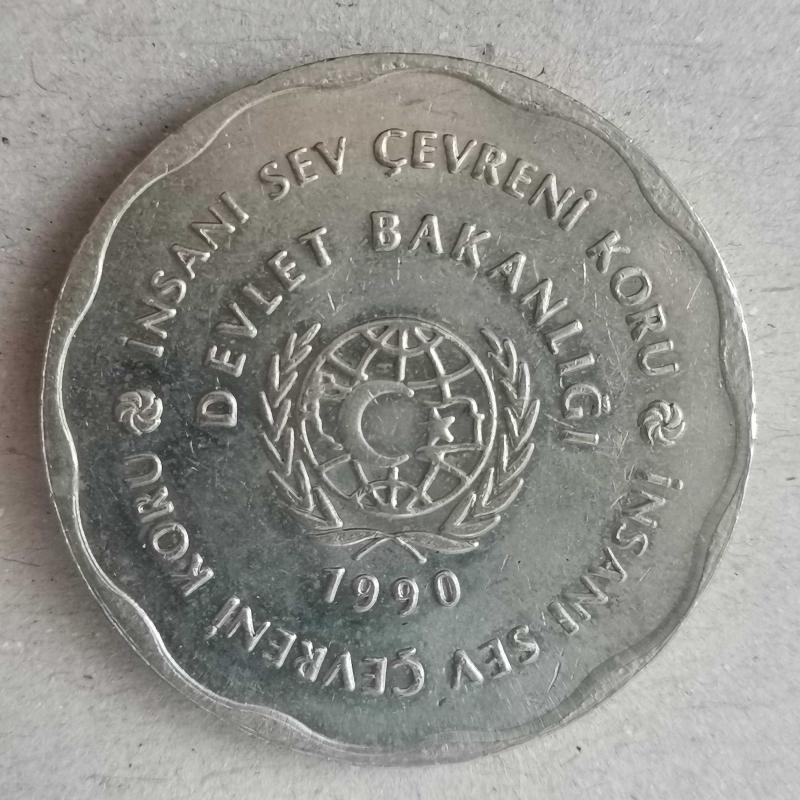 İNSANI SEV ÇEVRENİ KORU
İNSANI SEV ÇEVRENİ KORU
DEVLET BAKANLIĞI
1990